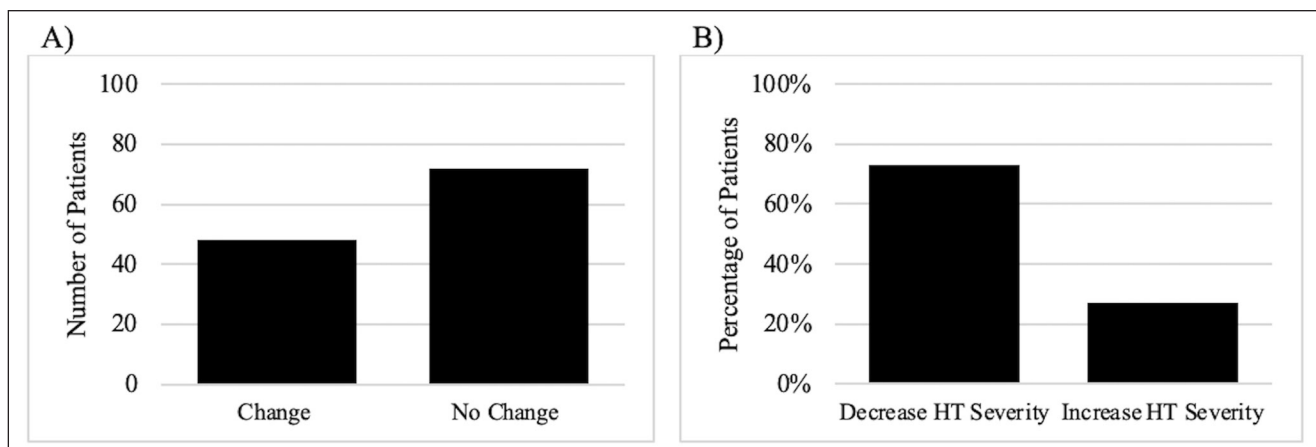 A)
Number of Patients
100
80
60
40
20
0
Change
No Change
B)
Percentage of Patients
100%
80%
60%
40%
20%
0%
Decrease HT Severity
Increase HT Severity